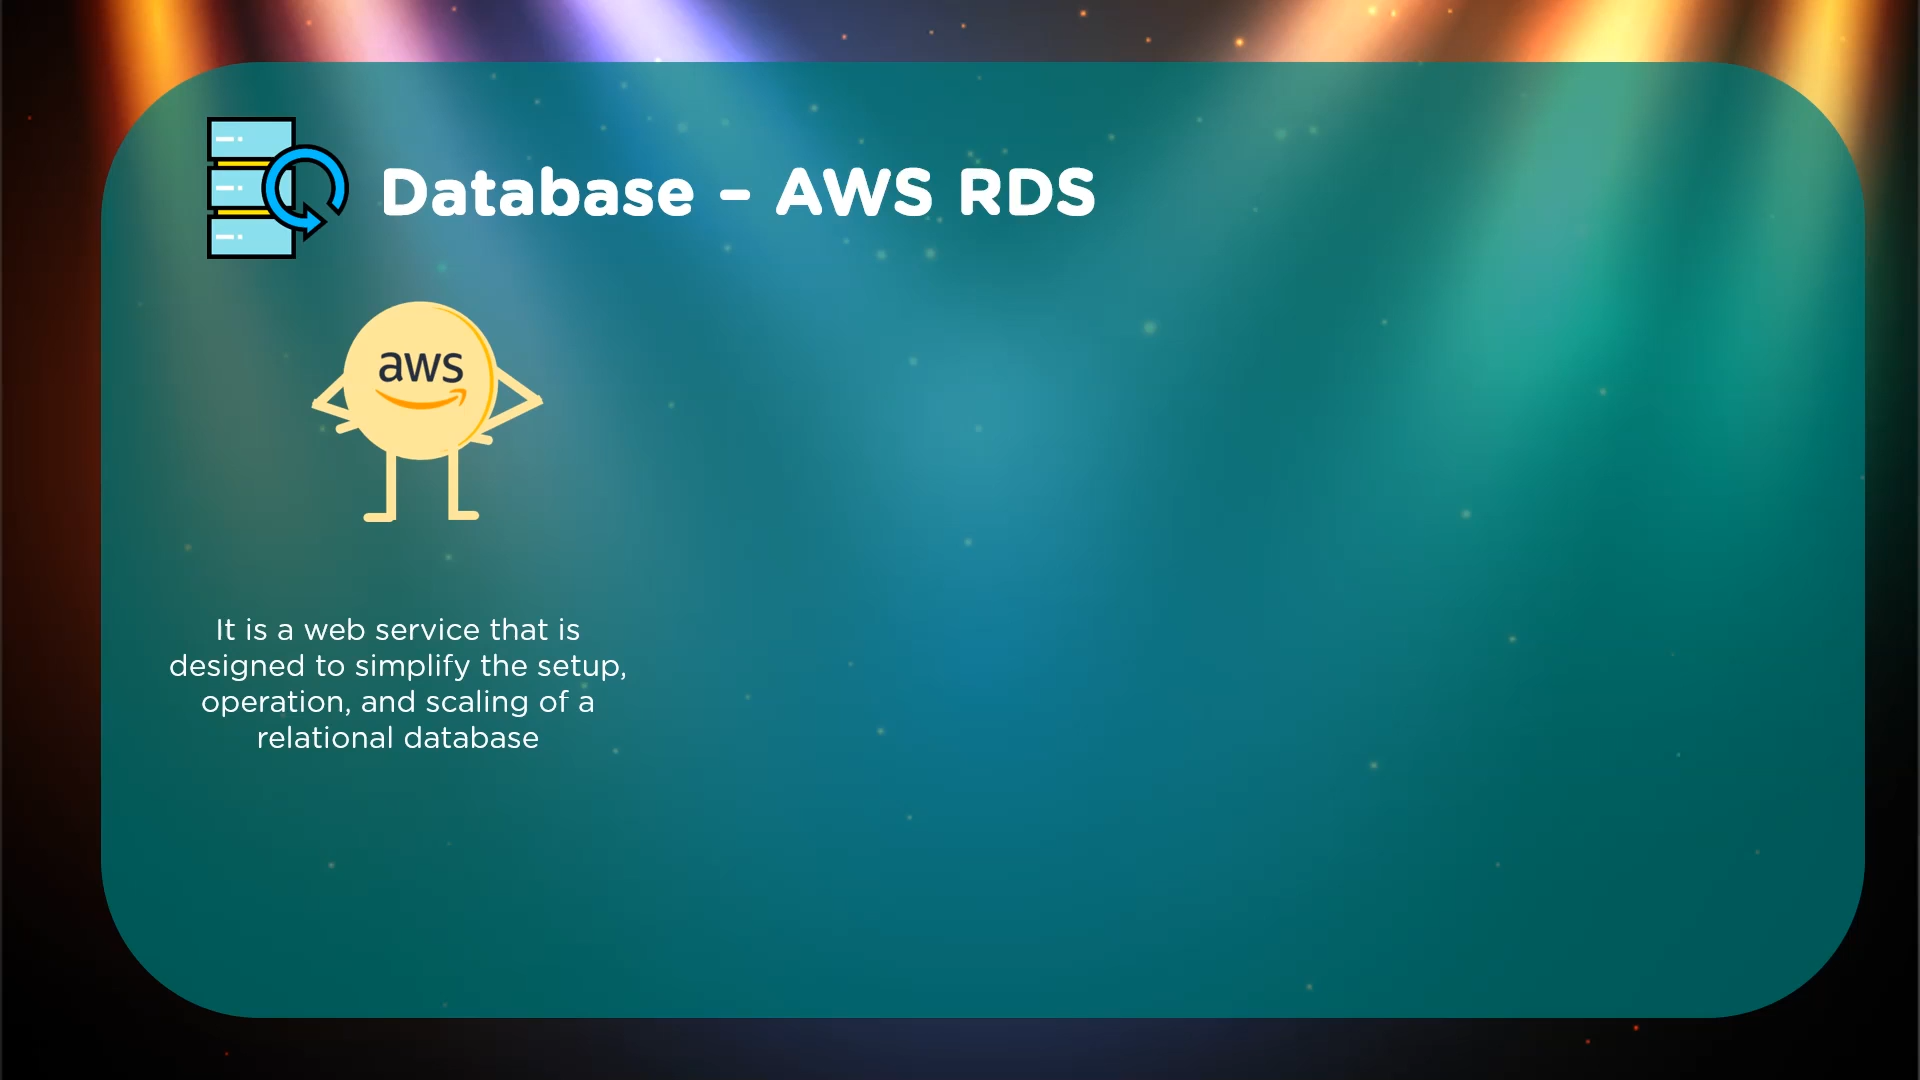 Database – AWS RDS
aws
It is a web service that is
designed to simplify the setup,
operation, and scaling of a
relational database